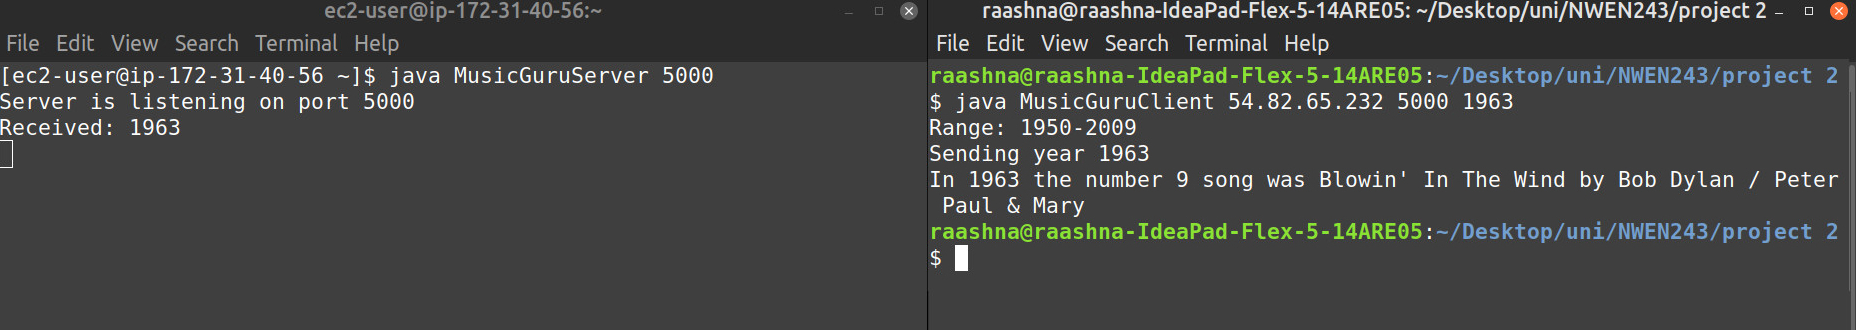 ec2-user@ip-172-31-40-56:~
File Edit View Search Terminal Help
[ec2-user@ip-172-31-40-56 ~]$ java MusicGuruServer 5000
Server is listening on port 5000
Received: 1963
raashna@raashna-IdeaPad-Flex-5-14ARE05: ~/Desktop/uni/NWEN243/project 2
File Edit View Search Terminal Help
raashna@raashna-IdeaPad-Flex-5-14ARE05:~/Desktop/uni/NWEN243/project 2
$ java MusicGuruClient 54.82.65.232 5000 1963
Range: 1950-2009
Sending year 1963
In 1963 the number 9 song was Blowin' In The Wind by Bob Dylan / Peter
Paul & Mary
raashna@raashna-IdeaPad-Flex-5-14ARE05:~/Desktop/uni/NWEN243/project 2
$